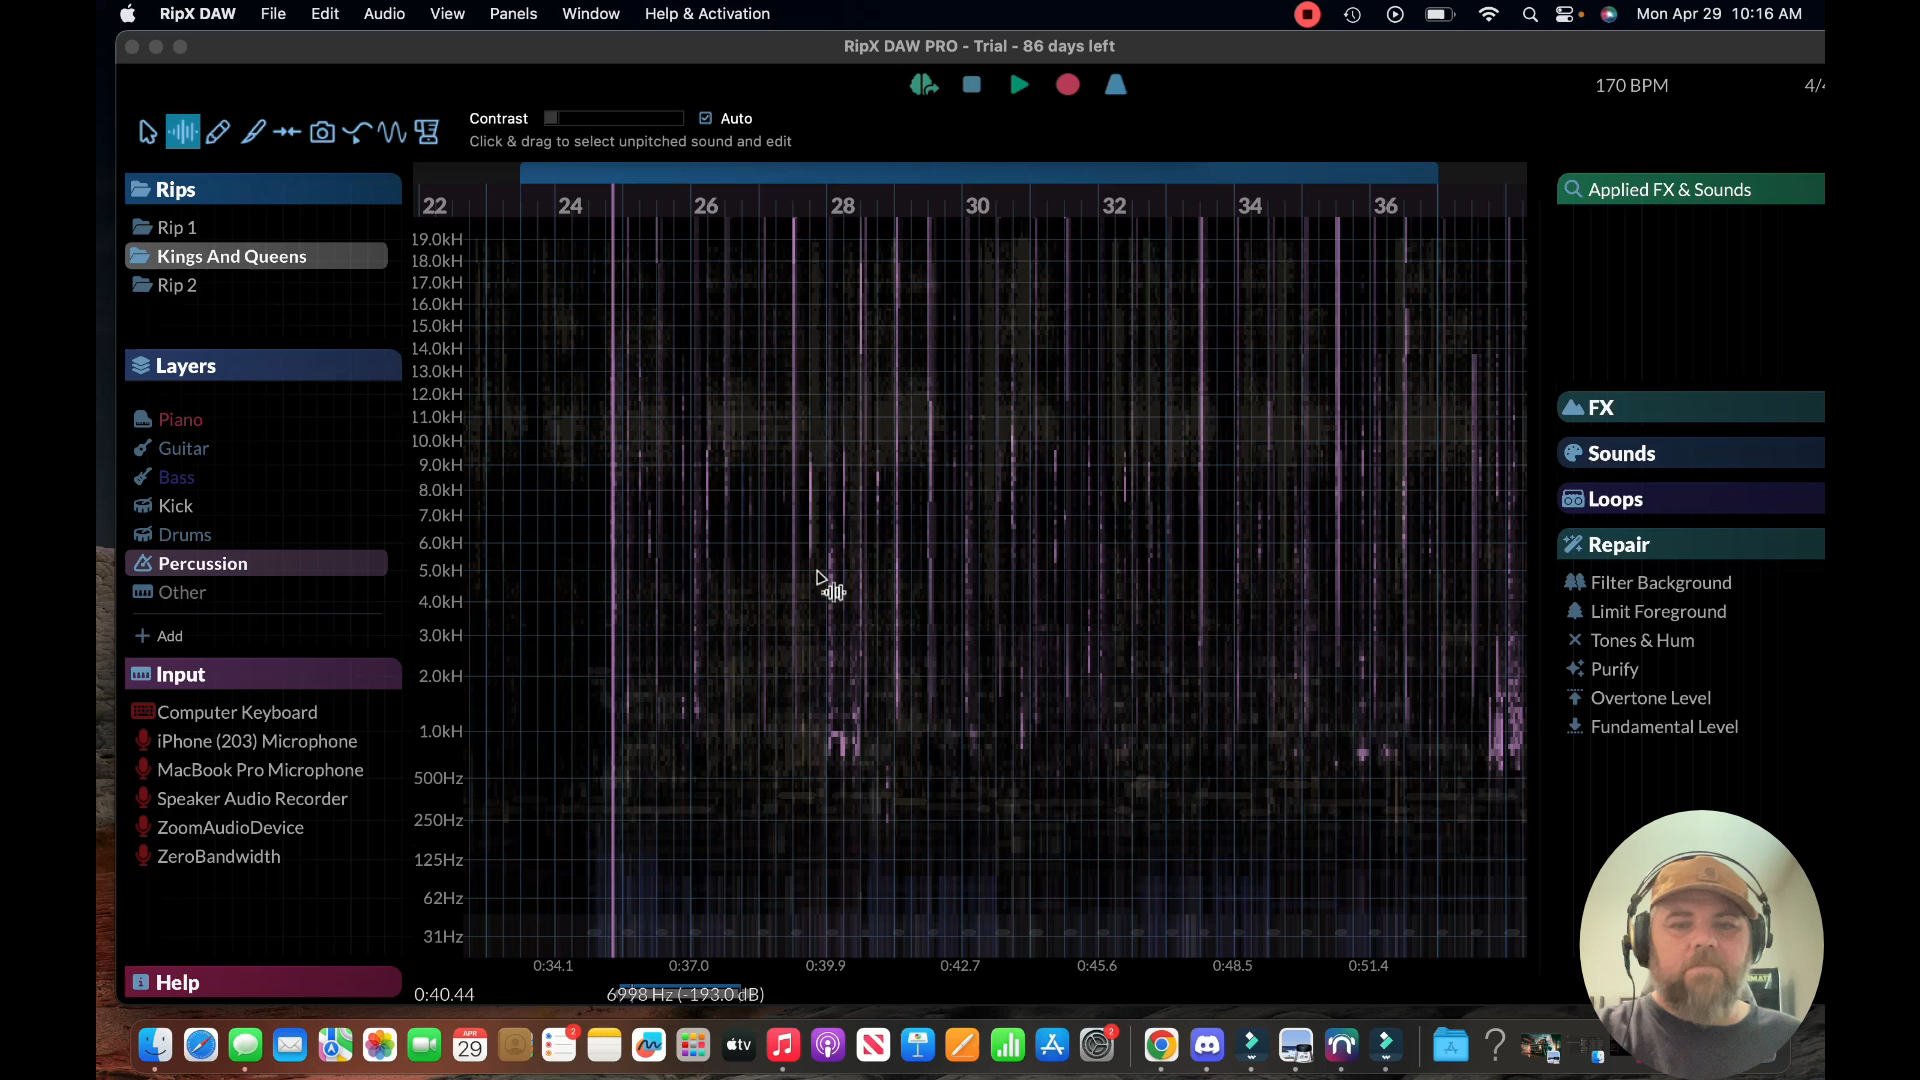 RipX DAW File Edit Audio View Panels Window Help & Activation Mon Apr 29 10:16 AM
RipX DAW PRO - Trial - 86 days left
170 BPM 4/4
Contrast Auto
Click & drag to select unpitched sound and edit
Rips
Rip 1
Kings And Queens
Rip 2
Layers
Piano
Guitar
Bass
Kick
Drums
Percussion
Other
Add
Input
Computer Keyboard
iPhone (203) Microphone
MacBook Pro Microphone
Speaker Audio Recorder
ZoomAudioDevice
ZeroBandwidth
Help
22 24 26 28 30 32 34 36
19.0kH
18.0kH
17.0kH
16.0kH
15.0kH
14.0kH
13.0kH
12.0kH
11.0kH
10.0kH
9.0kH
8.0kH
7.0kH
6.0kH
5.0kH
4.0kH
3.0kH
2.0kH
1.0kH
500Hz
250Hz
125Hz
62Hz
31Hz
0:34.1 0:37.0 0:39.9 0:42.7 0:45.6 0:48.5 0:51.4
0:40.44 6998 Hz (-193.0 dB)
Applied FX & Sounds
FX
Sounds
Loops
Repair
Filter Background
Limit Foreground
Tones & Hum
Purify
Overtone Level
Fundamental Level
APR
29
2
tv
2